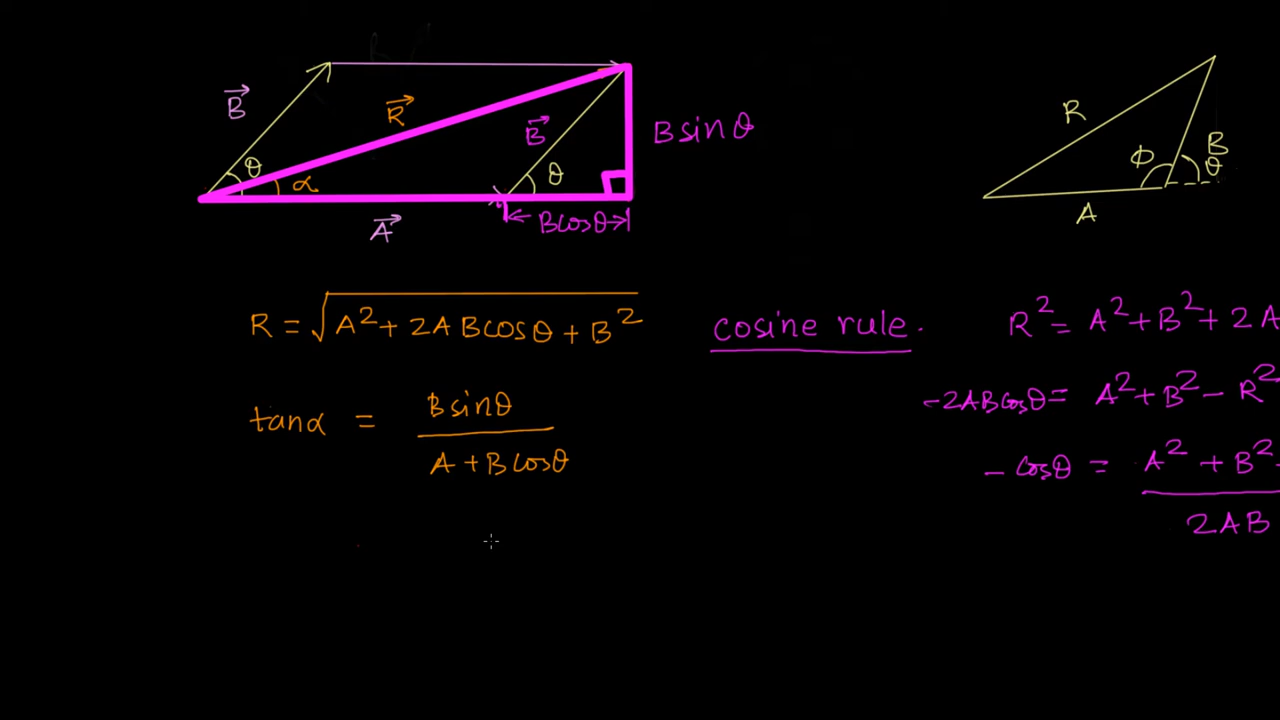 B⃗
R⃗
B⃗
B sinθ
θ
α
θ
A⃗
Bcosθ
R
Φ
B
θ
A
R = √A² + 2ABcosθ + B²
cosine rule.
R² = A² + B² + 2A
tanα = Bsinθ / A + Bcosθ
-2ABcosθ = A² + B² - R²
- cosθ = A² + B² / 2AB